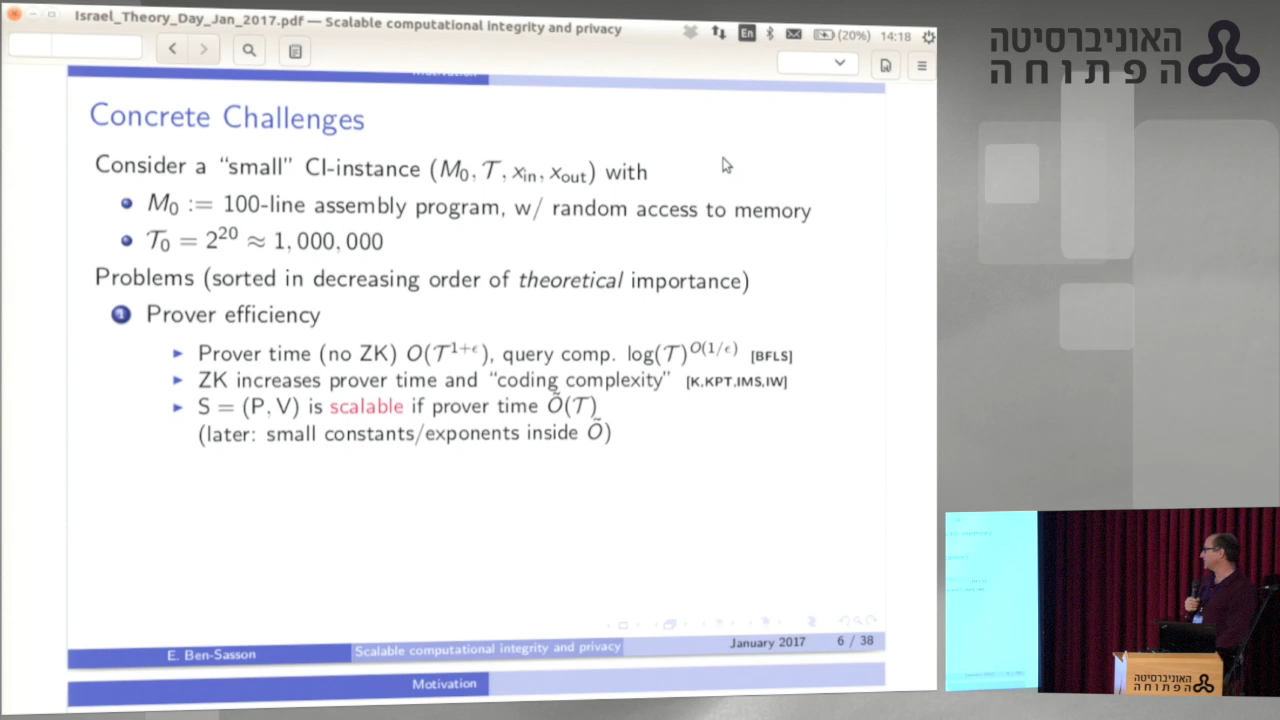 Israel_Theory_Day_Jan_2017.pdf — Scalable computational integrity and privacy
En (20%) 14:18
האוניברסיטה
הפתוחה
Motivation
Concrete Challenges
Consider a “small” CI-instance (M₀, 𝒯, x_in, x_out) with
M₀ := 100-line assembly program, w/ random access to memory
𝒯₀ = 2²⁰ ≈ 1,000,000
Problems (sorted in decreasing order of theoretical importance)
1 Prover efficiency
Prover time (no ZK) O(𝒯^{1+ϵ}), query comp. log(𝒯)^{O(1/ϵ)} [BFLS]
ZK increases prover time and “coding complexity” [K,KPT,IMS,IW]
S = (P, V) is scalable if prover time Õ(𝒯)
(later: small constants/exponents inside Õ)
E. Ben-Sasson Scalable computational integrity and privacy January 2017 6 / 38
Motivation
האוניברסיטה
הפתוחה